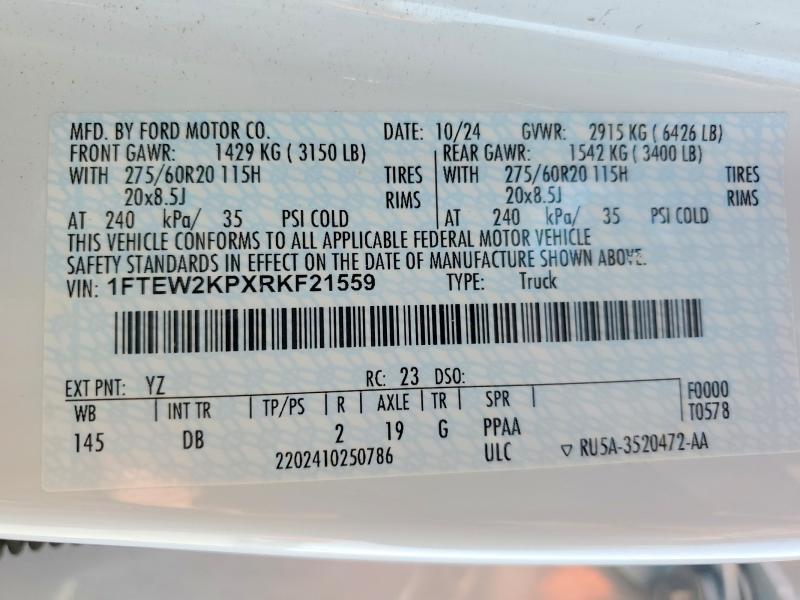 MFD. BY FORD MOTOR CO. DATE: 10/24 GVWR: 2915 KG ( 6426 LB)
FRONT GAWR: 1429 KG ( 3150 LB) REAR GAWR: 1542 KG ( 3400 LB)
WITH 275/60R20 115H TIRES WITH 275/60R20 115H TIRES
20x8.5J RIMS 20x8.5J RIMS
AT 240 kPa/ 35 PSI COLD AT 240 kPa/ 35 PSI COLD
THIS VEHICLE CONFORMS TO ALL APPLICABLE FEDERAL MOTOR VEHICLE
SAFETY STANDARDS IN EFFECT ON THE DATE OF MANUFACTURE SHOWN ABOVE.
VIN: 1FTEW2KPXRKF21559 TYPE: Truck
EXT PNT: YZ RC: 23 DSO:
WB INT TR TP/PS R AXLE TR SPR F0000
T0578
145 DB 2 19 G PPAA
2202410250786 ULC RU5A-3520472-AA